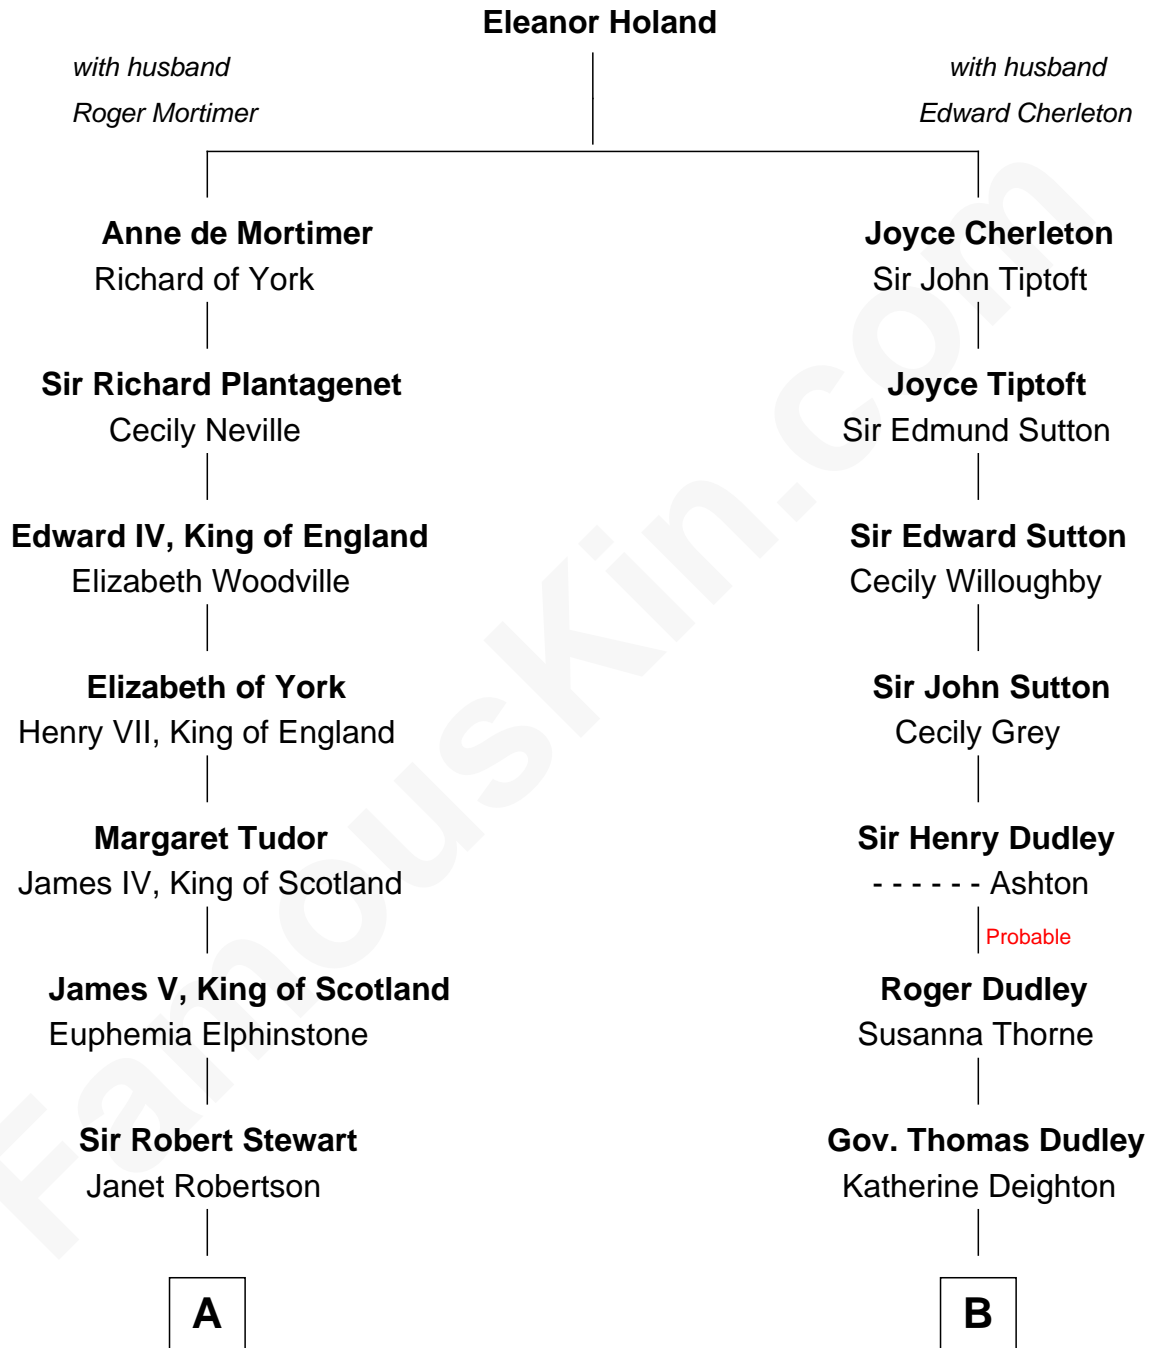 Eleanor Holand
with husband
Roger Mortimer
with husband
Edward Cherleton
Anne de Mortimer
Richard of York
Joyce Cherleton
Sir John Tiptoft
Sir Richard Plantagenet
Cecily Neville
Joyce Tiptoft
Sir Edmund Sutton
Edward IV, King of England
Elizabeth Woodville
Sir Edward Sutton
Cecily Willoughby
Elizabeth of York
Henry VII, King of England
Sir John Sutton
Cecily Grey
Margaret Tudor
James IV, King of Scotland
Sir Henry Dudley
- - - - - - Ashton
Probable
James V, King of Scotland
Euphemia Elphinstone
Roger Dudley
Susanna Thorne
Sir Robert Stewart
Janet Robertson
Gov. Thomas Dudley
Katherine Deighton
A
B
FamousKin.com